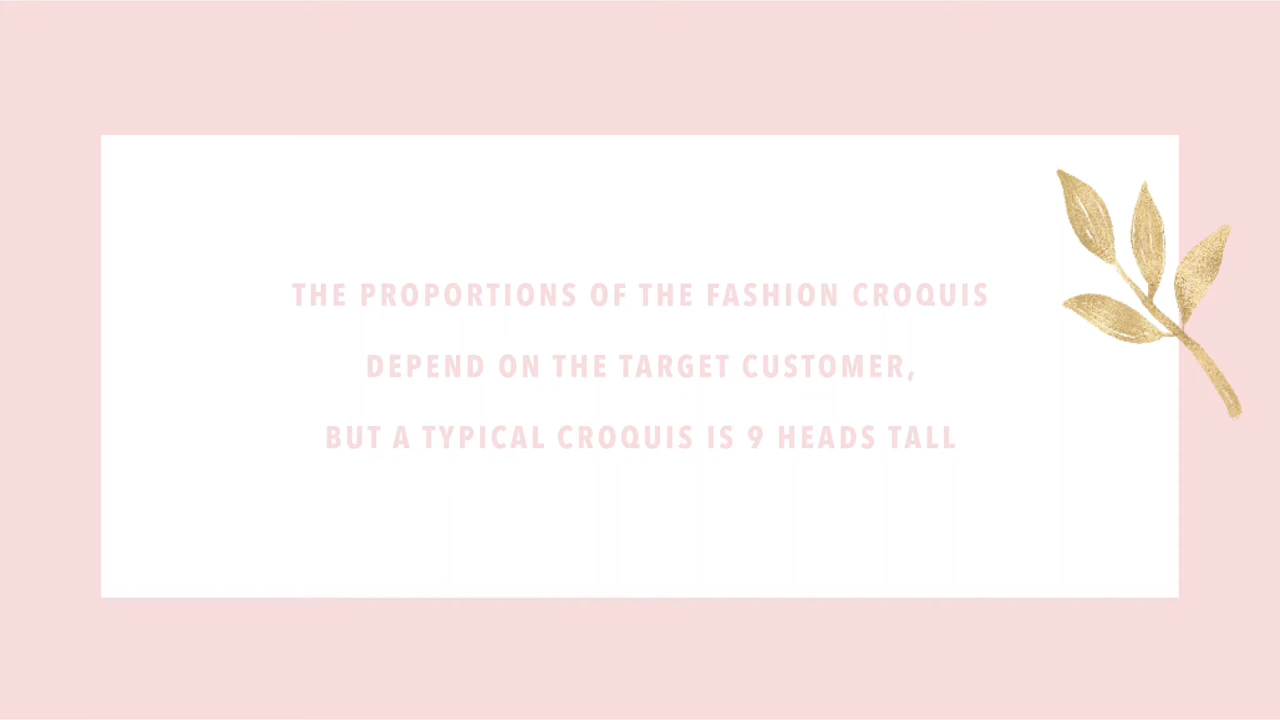 THE PROPORTIONS OF THE FASHION CROQUIS
DEPEND ON THE TARGET CUSTOMER,
BUT A TYPICAL CROQUIS IS 9 HEADS TALL